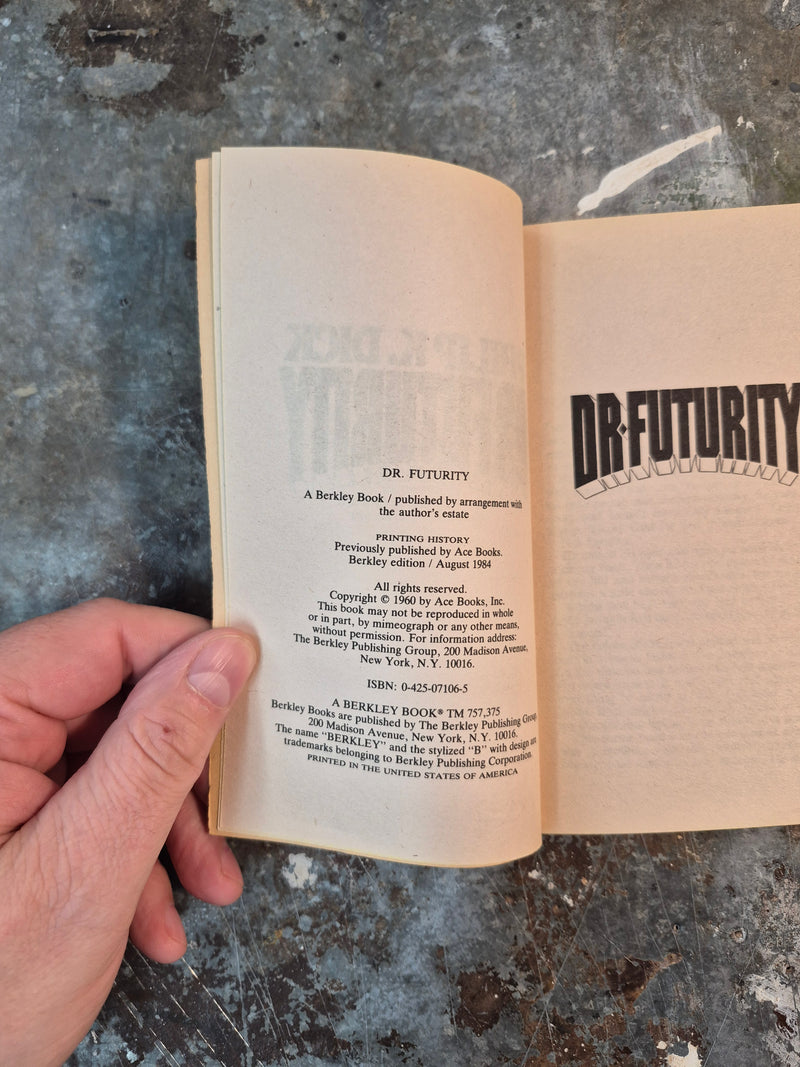 DR. FUTURITY
A Berkley Book / published by arrangement with
the author's estate
PRINTING HISTORY
Previously published by Ace Books.
Berkley edition / August 1984
All rights reserved.
Copyright © 1960 by Ace Books, Inc.
This book may not be reproduced in whole
or in part, by mimeograph or any other means,
without permission. For information address:
The Berkley Publishing Group, 200 Madison Avenue,
New York, N.Y. 10016.
ISBN: 0-425-07106-5
A BERKLEY BOOK® TM 757,375
Berkley Books are published by The Berkley Publishing Group,
200 Madison Avenue, New York, N.Y. 10016.
The name "BERKLEY" and the stylized "B" with design are
trademarks belonging to Berkley Publishing Corporation.
PRINTED IN THE UNITED STATES OF AMERICA
DR·FUTURITY